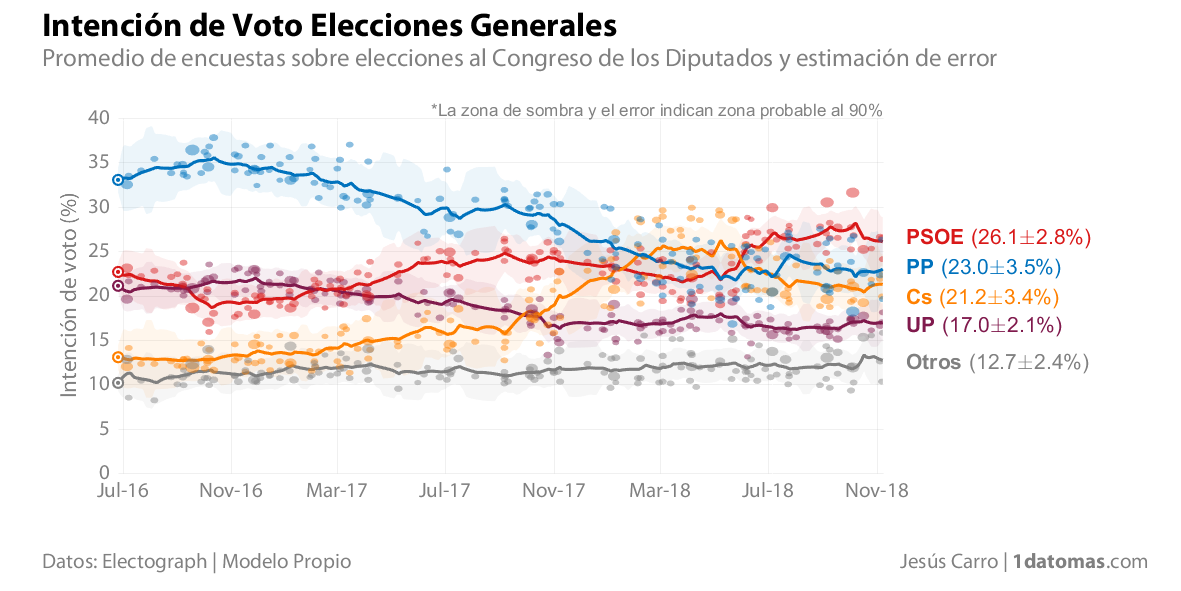 Intención de Voto Elecciones Generales
Promedio de encuestas sobre elecciones al Congreso de los Diputados y estimación de error
*La zona de sombra y el error indican zona probable al 90%
Intención de voto (%)
40
35
30
25
20
15
10
5
0
Jul-16 Nov-16 Mar-17 Jul-17 Nov-17 Mar-18 Jul-18 Nov-18
PSOE (26.1±2.8%)
PP (23.0±3.5%)
Cs (21.2±3.4%)
UP (17.0±2.1%)
Otros (12.7±2.4%)
Datos: Electograph | Modelo Propio
Jesús Carro | 1datomas.com